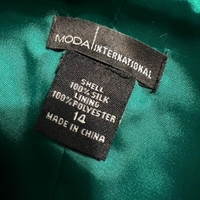 MODA INTERNATIONAL
SHELL
100% SILK
LINING
100% POLYESTER
14
MADE IN CHINA